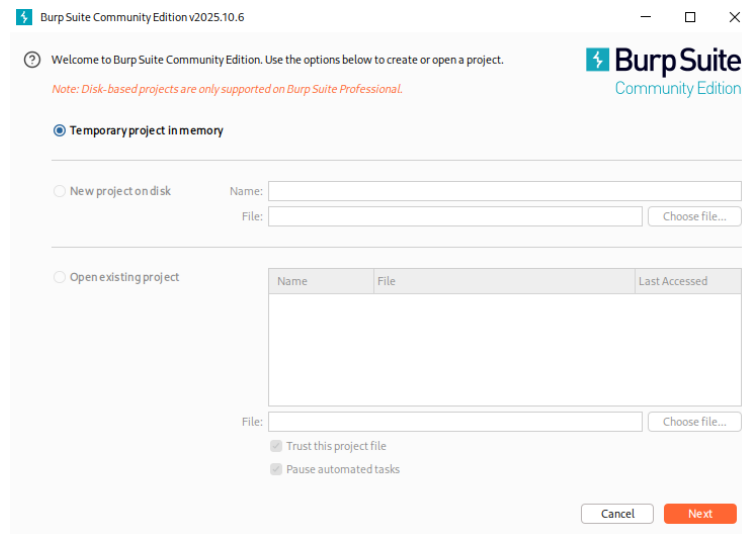 Burp Suite Community Edition v2025.10.6
Welcome to Burp Suite Community Edition. Use the options below to create or open a project.
Burp Suite
Community Edition
Note: Disk-based projects are only supported on Burp Suite Professional.
Temporary project in memory
New project on disk Name:
File: Choose file...
Open existing project
Name File Last Accessed
File: Choose file...
Trust this project file
Pause automated tasks
Cancel Next